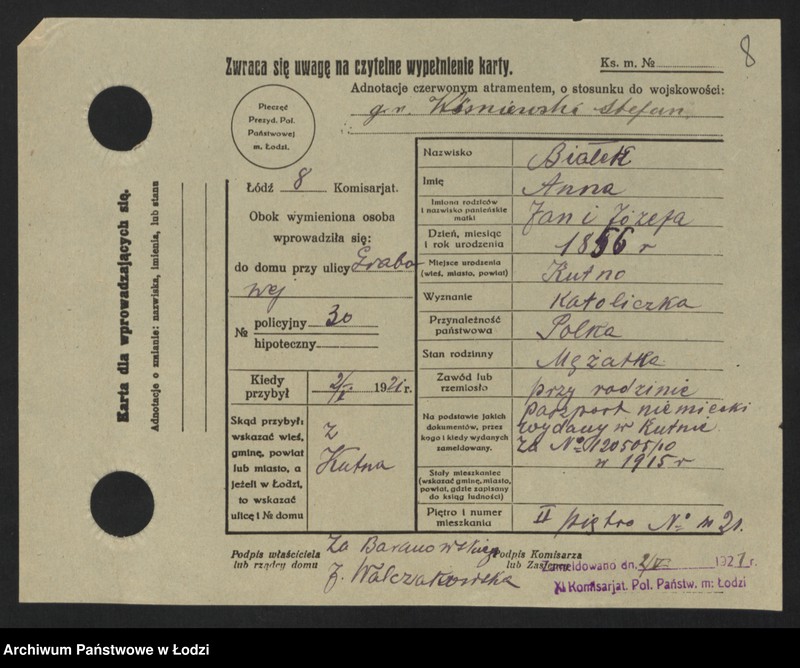 8
Zwraca się uwagę na czytelne wypełnienie karty.
Ks. m. №
Adnotacje czerwonym atramentem, o stosunku do wojskowości:
Stefan
Pieczęć
Prezyd. Pol.
Państwowej
m. Łodzi.
Karta dla wprowadzających się.
Adnotacje o zmianie: nazwiska, imienia, lub stanu
Łódź 8 Komisarjat.
Obok wymieniona osoba
wprowadziła się:
do domu przy ulicy Grabo-
wej
№ policyjny 30
hipoteczny
Kiedy przybył 192 r.
Skąd przybył:
wskazać wieś,
gminę, powiat
lub miasto, a
jeżeli w Łodzi,
to wskazać
ulicę i № domu
z
Kutna
Nazwisko Białek
Imię Anna
Imiona rodziców
i nazwisko panieńskie
matki
Jan i Józefa
Dzień, miesiąc
i rok urodzenia
1856 r
Miejsce urodzenia
(wieś, miasto, powiat)
Kutno
Wyznanie Katoliczka
Przynależność
państwowa
Polka
Stan rodzinny Mężatka
Zawód lub
rzemiosło
przy rodzinie
Na podstawie jakich
dokumentów, przez
kogo i kiedy wydanych
zameldowany.
paszport niemiecki
wydany w Kutnie
za № 120505/10
w 1915 r
Stały mieszkaniec
(wskazać gminę, miasto,
powiat, gdzie zapisany
do ksiąg ludności)
Piętro i numer
mieszkania
II piętro № m 21.
Podpis właściciela
lub rządcy domu
za Baranowskiego
J. Walczakowska
Podpis Komisarza
lub Zastępcy
Zameldowano dn. 1921 r.
XI Komisarjat. Pol. Państw. m: Łodzi
Archiwum Państwowe w Łodzi